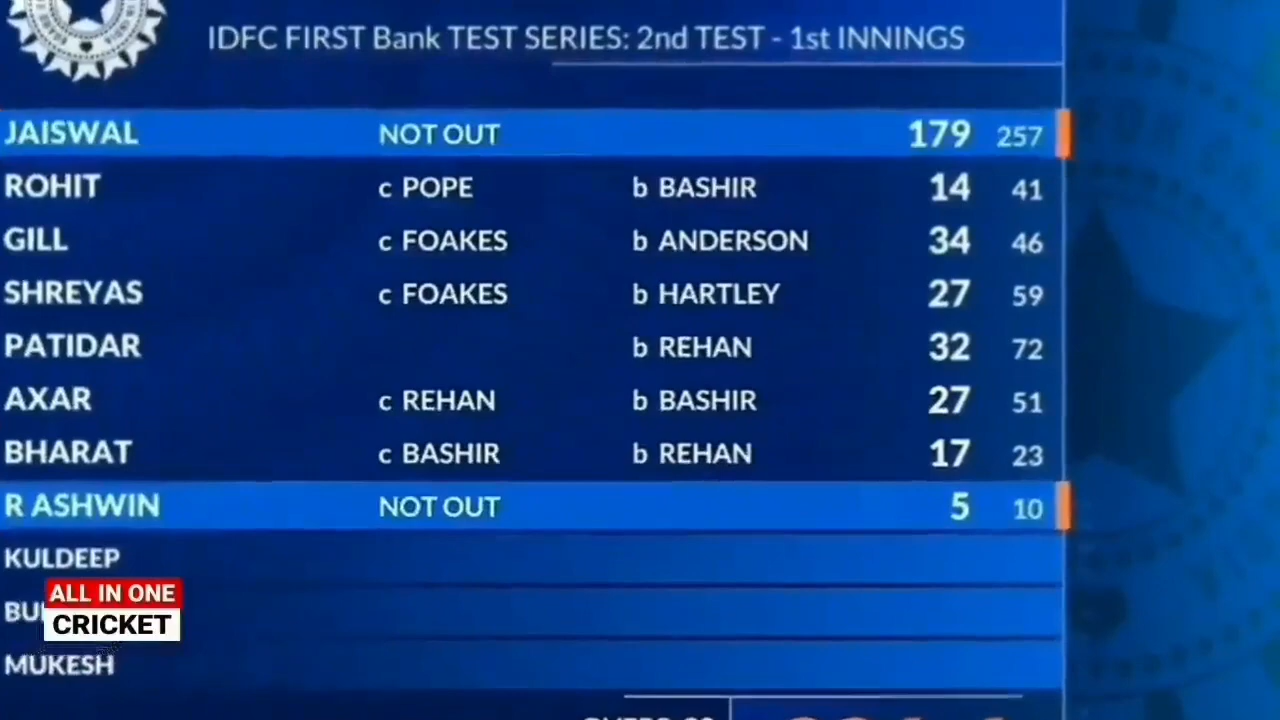 IDFC FIRST Bank TEST SERIES: 2nd TEST - 1st INNINGS
JAISWAL NOT OUT 179 257
ROHIT c POPE b BASHIR 14 41
GILL c FOAKES b ANDERSON 34 46
SHREYAS c FOAKES b HARTLEY 27 59
PATIDAR b REHAN 32 72
AXAR c REHAN b BASHIR 27 51
BHARAT c BASHIR b REHAN 17 23
R ASHWIN NOT OUT 5 10
KULDEEP
ALL IN ONE
CRICKET
MUKESH